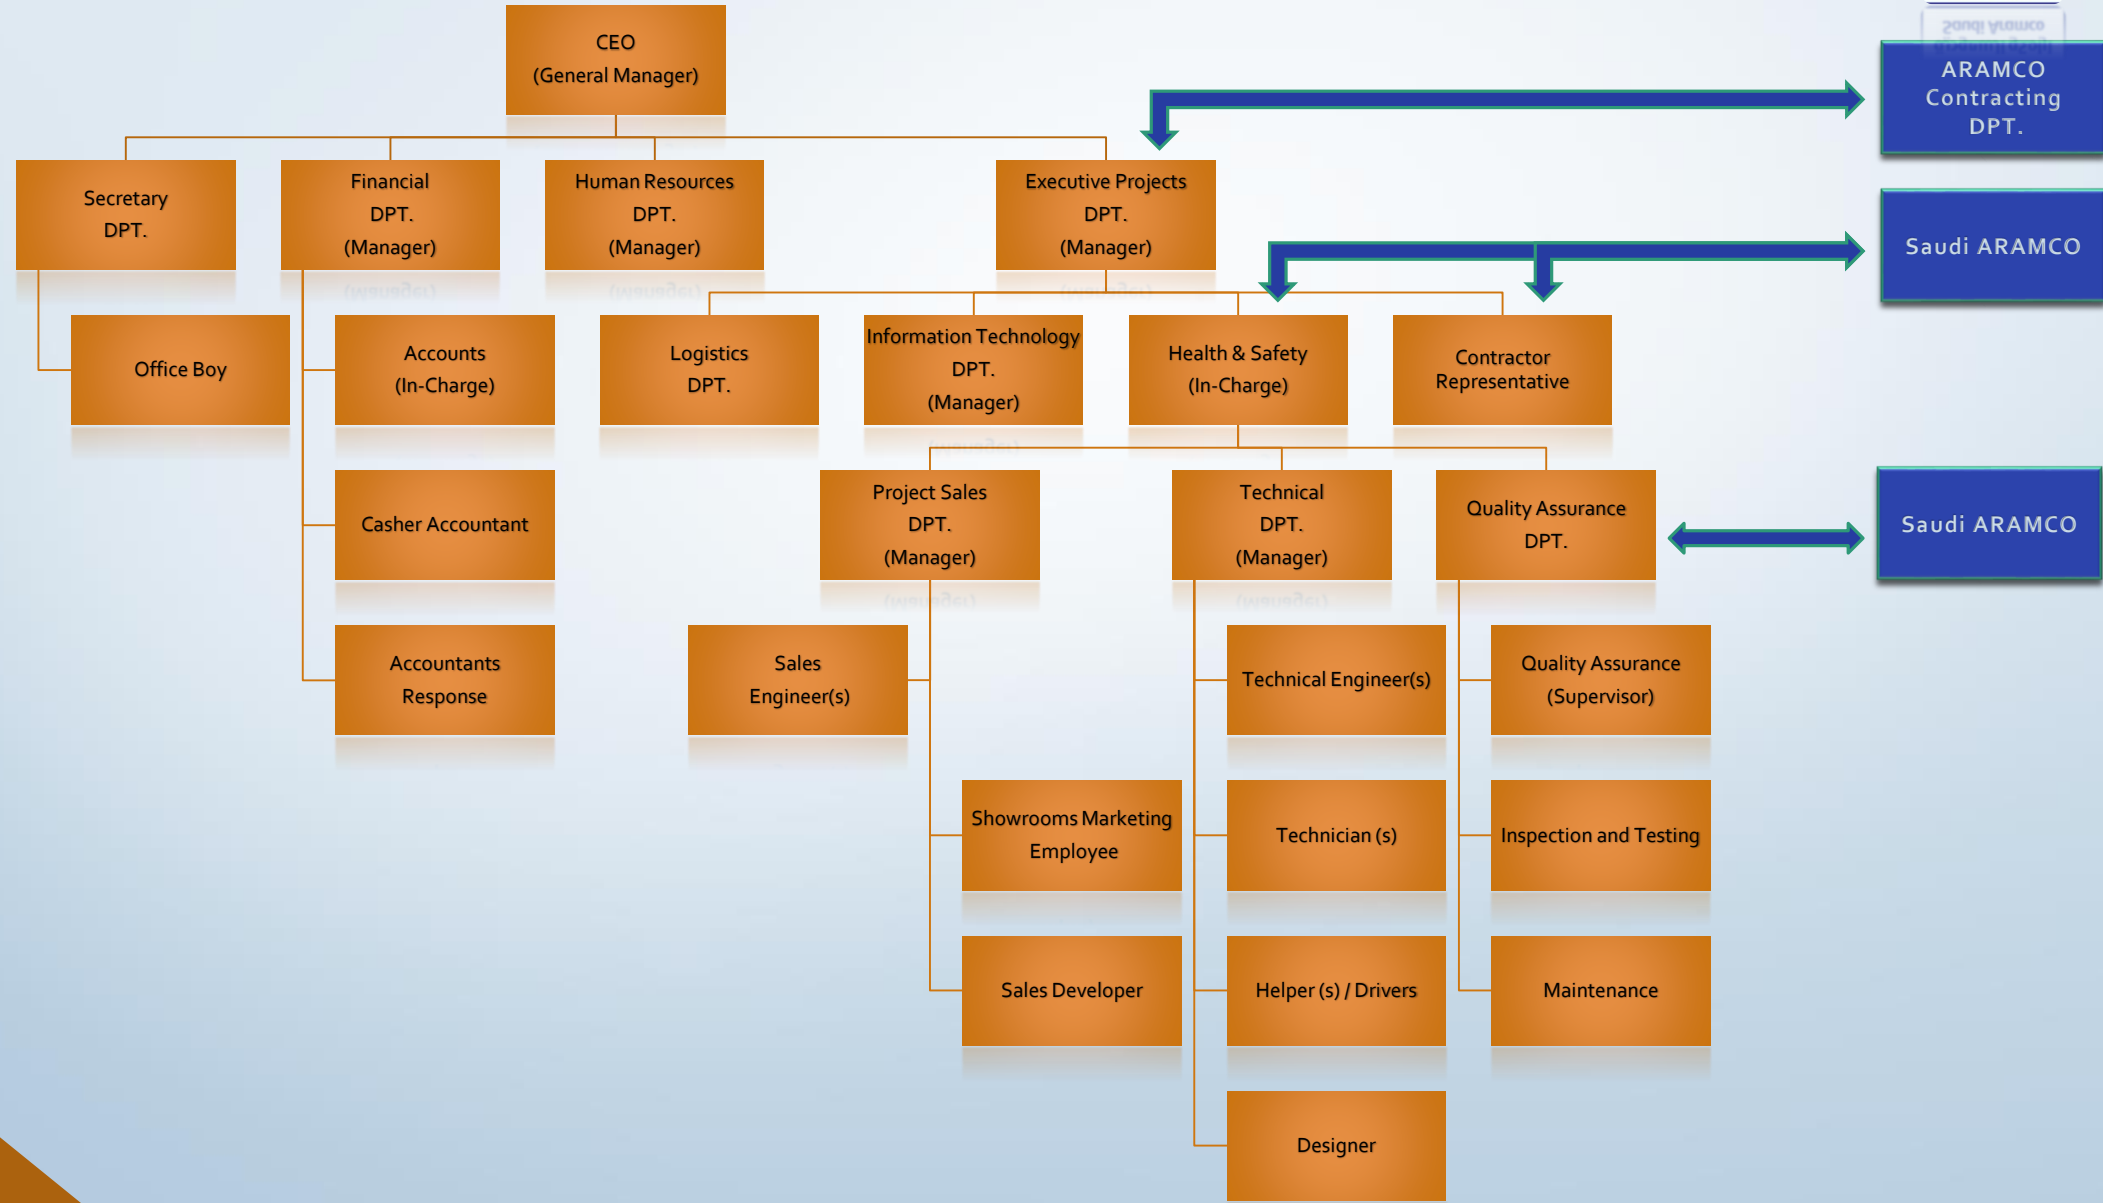 CEO
(General Manager)
Saudi Aramco
ARAMCO
Contracting
DPT.
Secretary
DPT.
Financial
DPT.
(Manager)
Human Resources
DPT.
(Manager)
Executive Projects
DPT.
(Manager)
Saudi ARAMCO
Office Boy
Accounts
(In-Charge)
Logistics
DPT.
Information Technology
DPT.
(Manager)
Health & Safety
(In-Charge)
Contractor
Representative
Casher Accountant
Project Sales
DPT.
(Manager)
Technical
DPT.
(Manager)
Quality Assurance
DPT.
Saudi ARAMCO
Accountants
Response
Sales
Engineer(s)
Technical Engineer(s)
Quality Assurance
(Supervisor)
Showrooms Marketing
Employee
Technician (s)
Inspection and Testing
Sales Developer
Helper (s) / Drivers
Maintenance
Designer